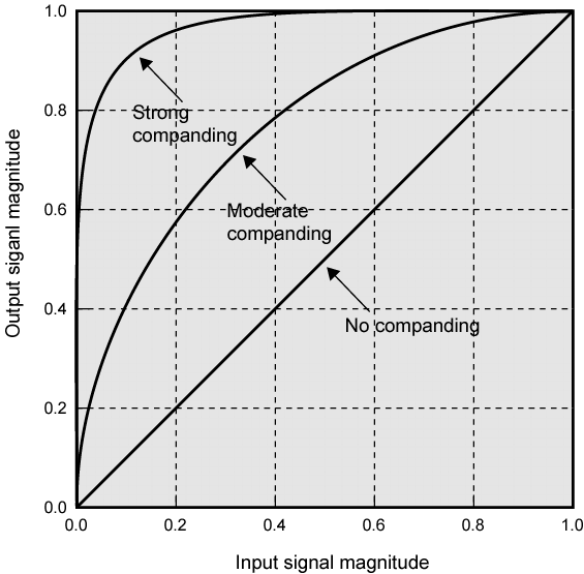 1.0
0.8
0.6
0.4
0.2
0.0
Output siganl magnitude
Strong
companding
Moderate
companding
No companding
0.0 0.2 0.4 0.6 0.8 1.0
Input signal magnitude